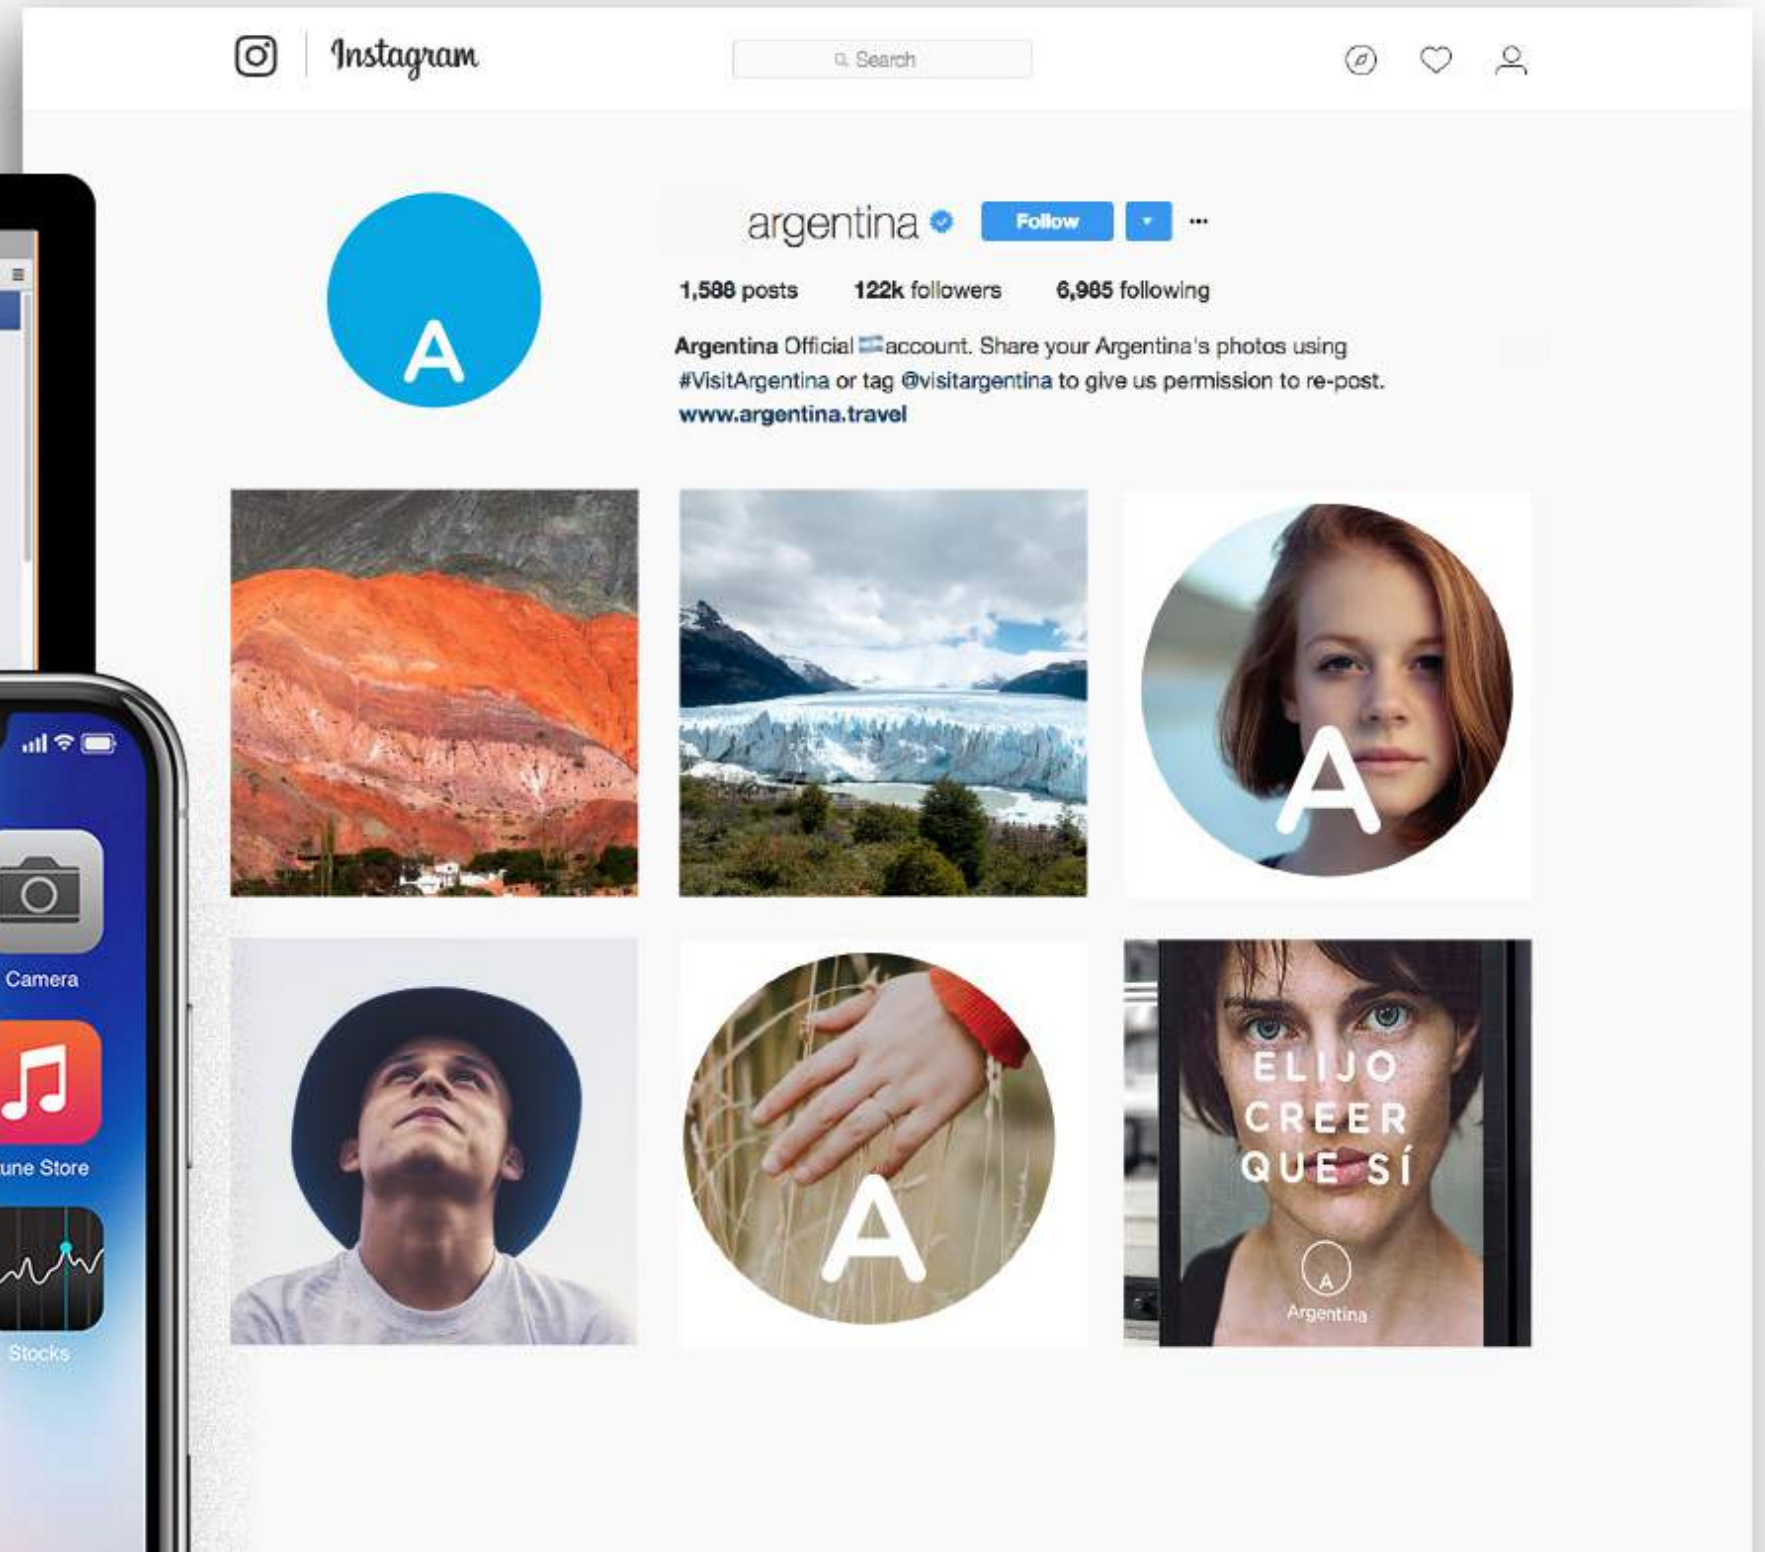 Instagram
Search
argentina
Follow
1,588 posts 122k followers 6,985 following
Argentina Official account. Share your Argentina's photos using
#VisitArgentina or tag @visitargentina to give us permission to re-post.
www.argentina.travel
A
A
A
ELIJO
CREER
QUE SÍ
A
Argentina
Camera
une Store
Stocks